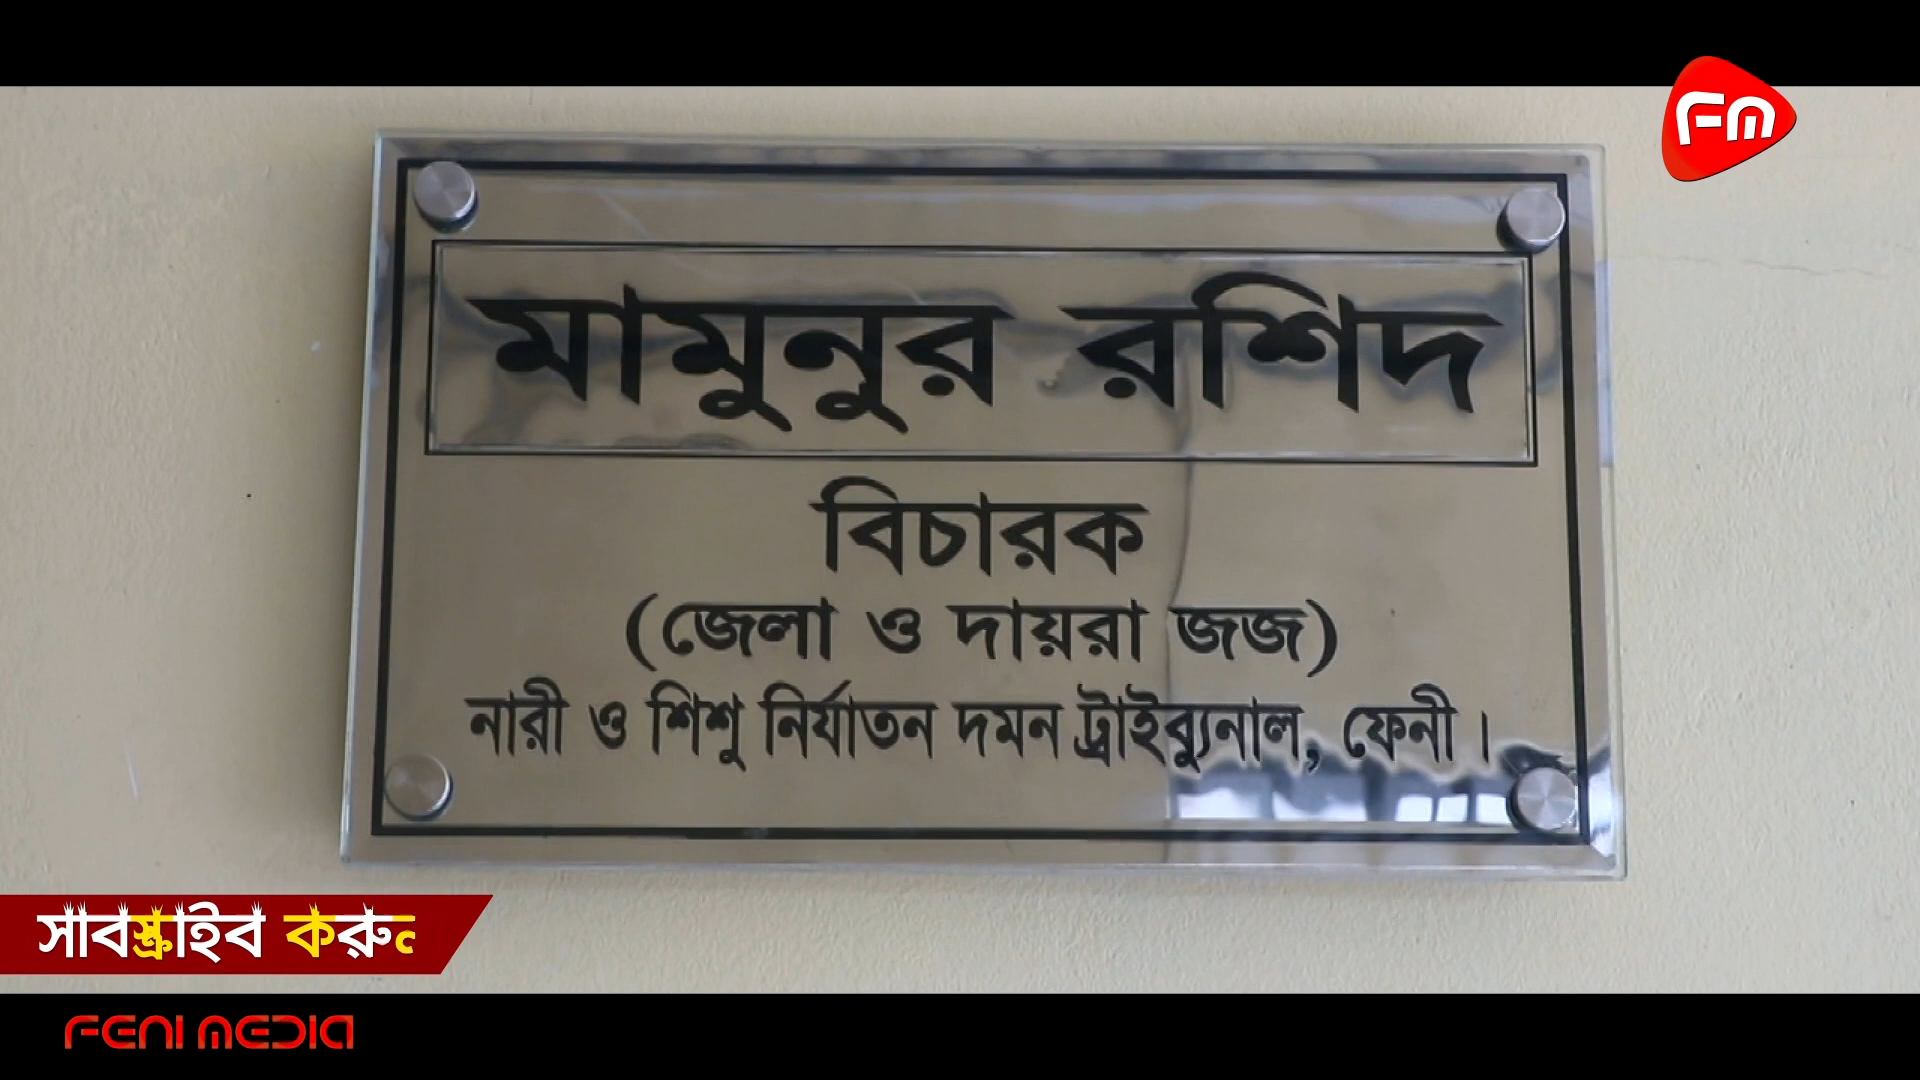 FM
মামুনুর রশিদ
বিচারক
(জেলা ও দায়রা জজ)
নারী ও শিশু নির্যাতন দমন ট্রাইব্যুনাল, ফেনী।
সাবস্ক্রাইব করুন
FENI MEDIA